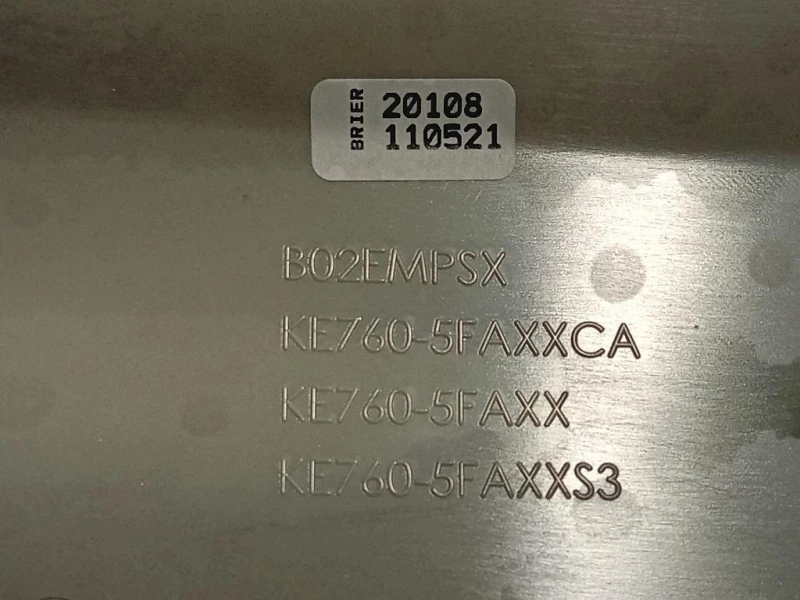 BRIER
20108
110521
B02EMPSX
KE760-5FAXXCA
KE760-5FAXX
KE760-5FAXXS3